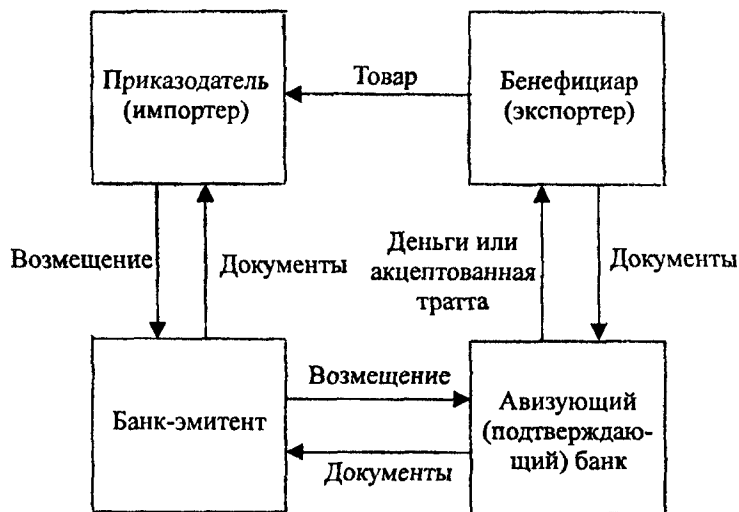 Приказодатель
(импортер)
Товар
Бенефициар
(экспортер)
Возмещение
Документы
Деньги или
акцептованная
тратта
Документы
Банк-эмитент
Возмещение
Документы
Авизующий
(подтверждаю-
щий) банк